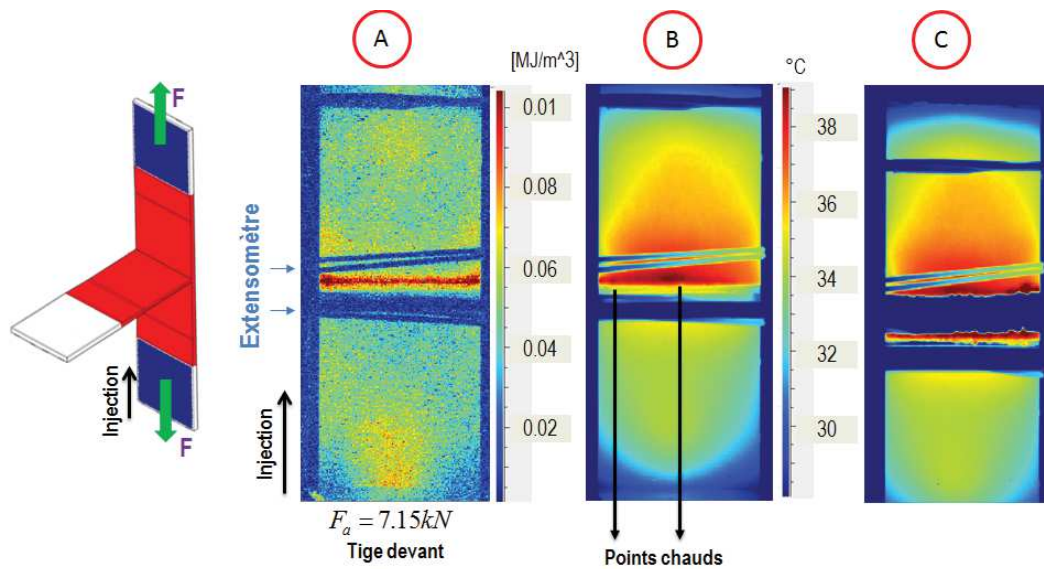 A
B
C
[MJ/m^3]
°C
F
F
Injection
Extensomètre
Injection
0.01
0.08
0.06
0.04
0.02
38
36
34
32
30
F_a = 7.15kN
Tige devant
Points chauds